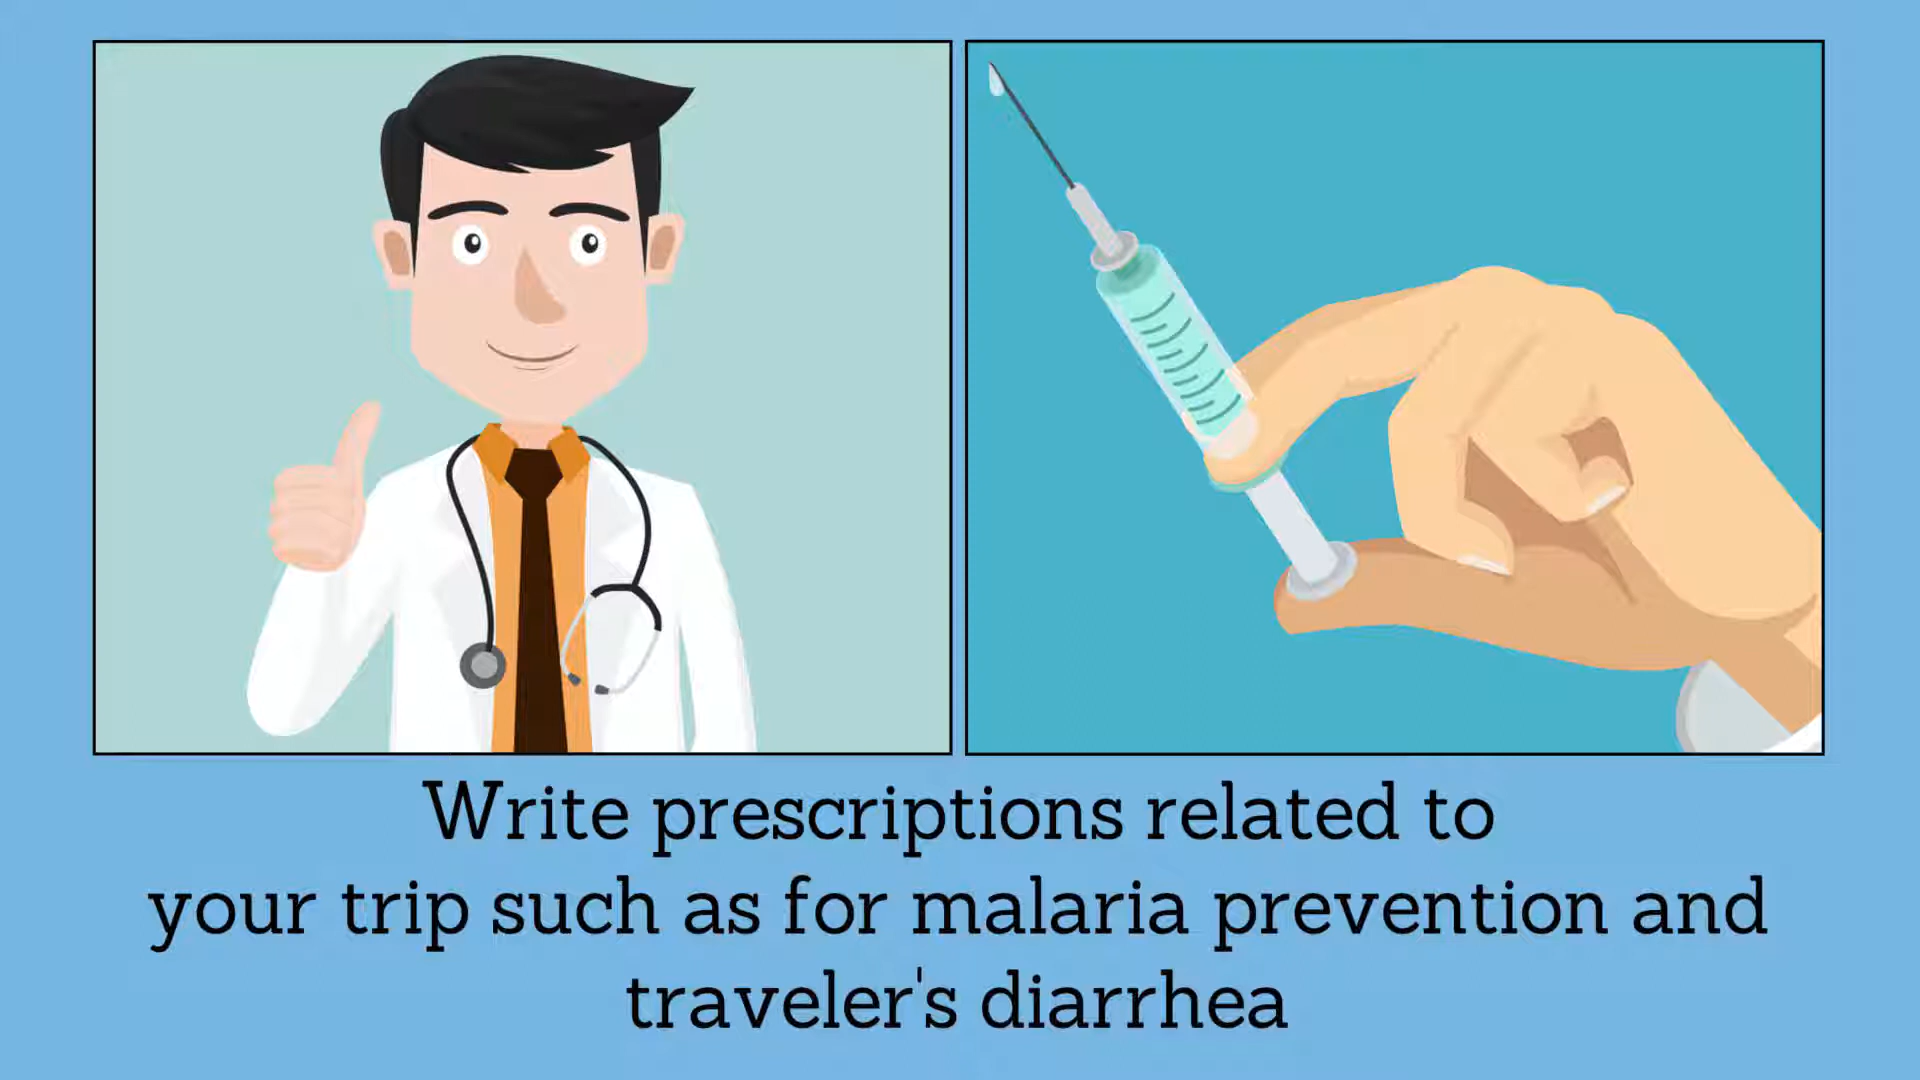 Write prescriptions related to
your trip such as for malaria prevention and
traveler's diarrhea